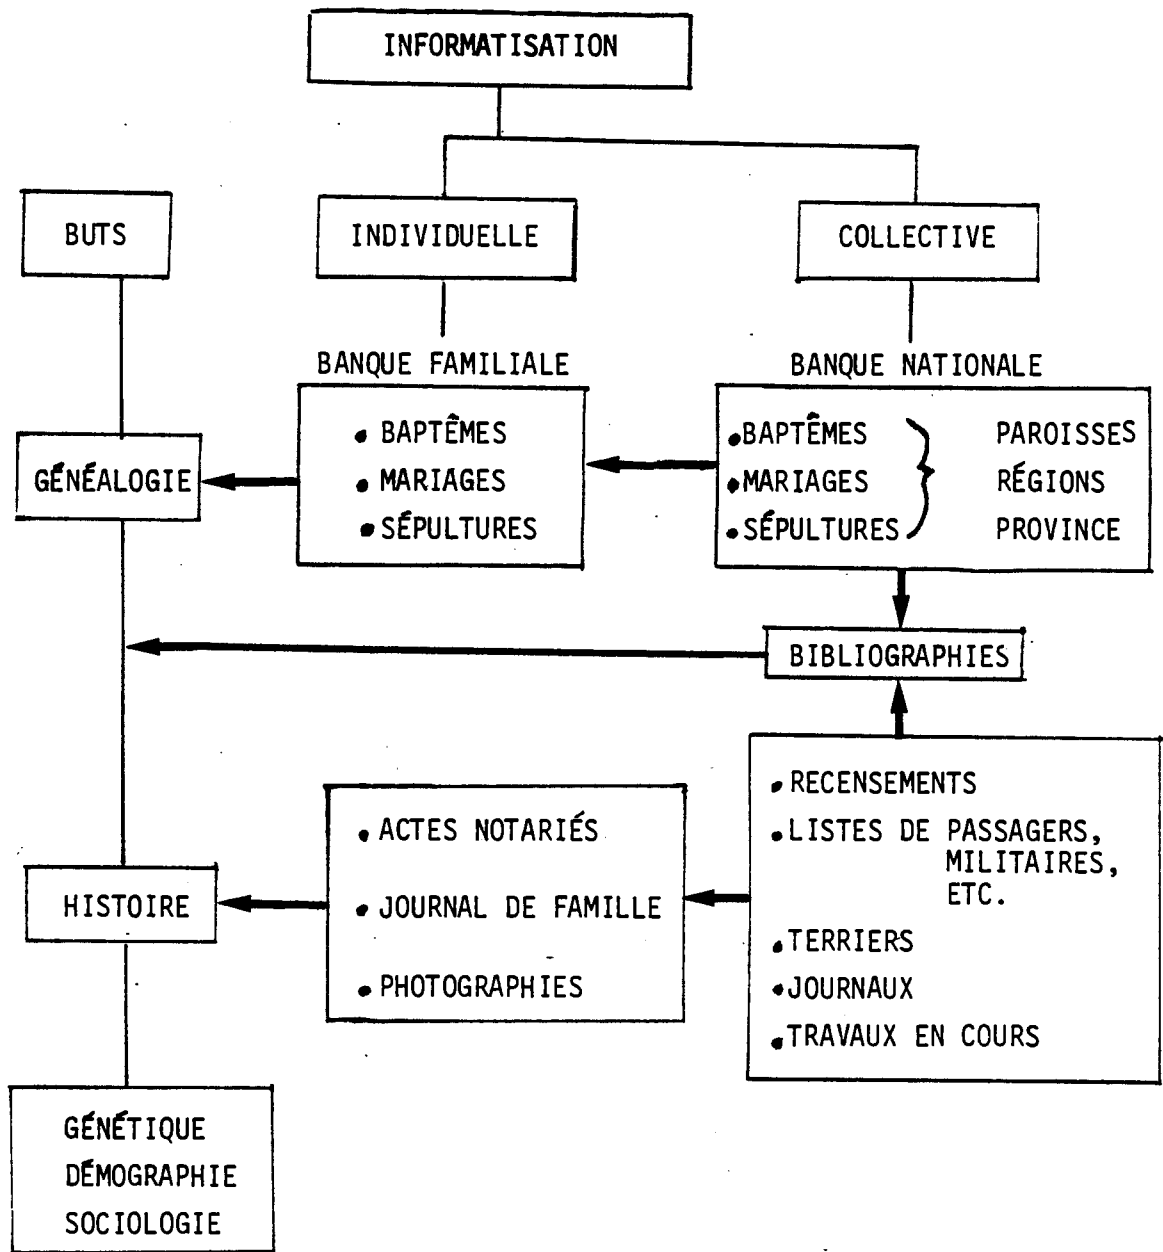 INFORMATISATION
BUTS
INDIVIDUELLE
COLLECTIVE
BANQUE FAMILIALE
BANQUE NATIONALE
GÉNÉALOGIE
• BAPTÊMES
• MARIAGES
• SÉPULTURES
• BAPTÊMES
• MARIAGES
• SÉPULTURES
}
PAROISSES
RÉGIONS
PROVINCE
BIBLIOGRAPHIES
HISTOIRE
• ACTES NOTARIÉS
• JOURNAL DE FAMILLE
• PHOTOGRAPHIES
• RECENSEMENTS
• LISTES DE PASSAGERS,
MILITAIRES,
ETC.
• TERRIERS
• JOURNAUX
• TRAVAUX EN COURS
GÉNÉTIQUE
DÉMOGRAPHIE
SOCIOLOGIE